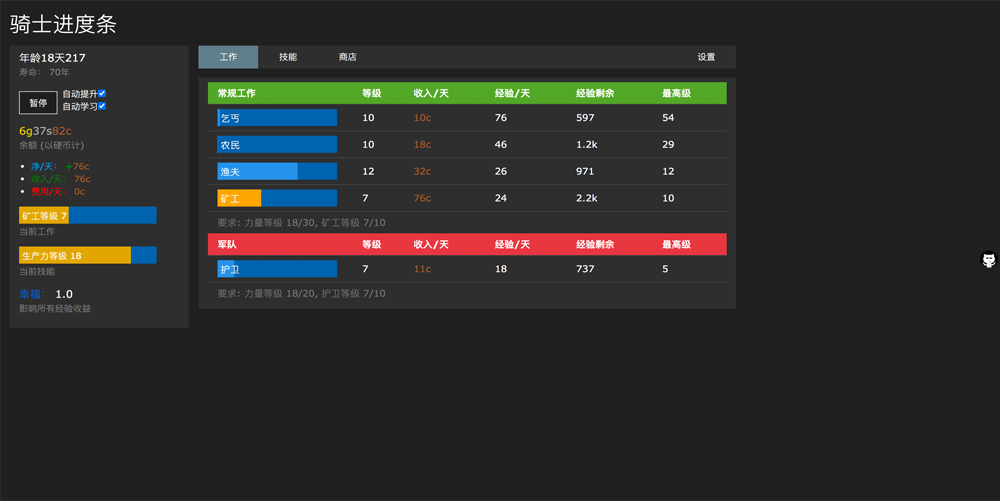 骑士进度条
年龄18天217
寿命： 70年
暂停
自动提升
自动学习
6g37s82c
余额 (以硬币计)
净/天： +76c
收入/天： 76c
费用/天： 0c
矿工等级 7
当前工作
生产力等级 18
当前技能
幸福： 1.0
影响所有经验收益
工作 技能 商店 设置
常规工作 等级 收入/天 经验/天 经验剩余 最高级
乞丐 10 10c 76 597 54
农民 10 18c 46 1.2k 29
渔夫 12 32c 26 971 12
矿工 7 76c 24 2.2k 10
要求: 力量等级 18/30, 矿工等级 7/10
军队 等级 收入/天 经验/天 经验剩余 最高级
护卫 7 11c 18 737 5
要求: 力量等级 18/20, 护卫等级 7/10